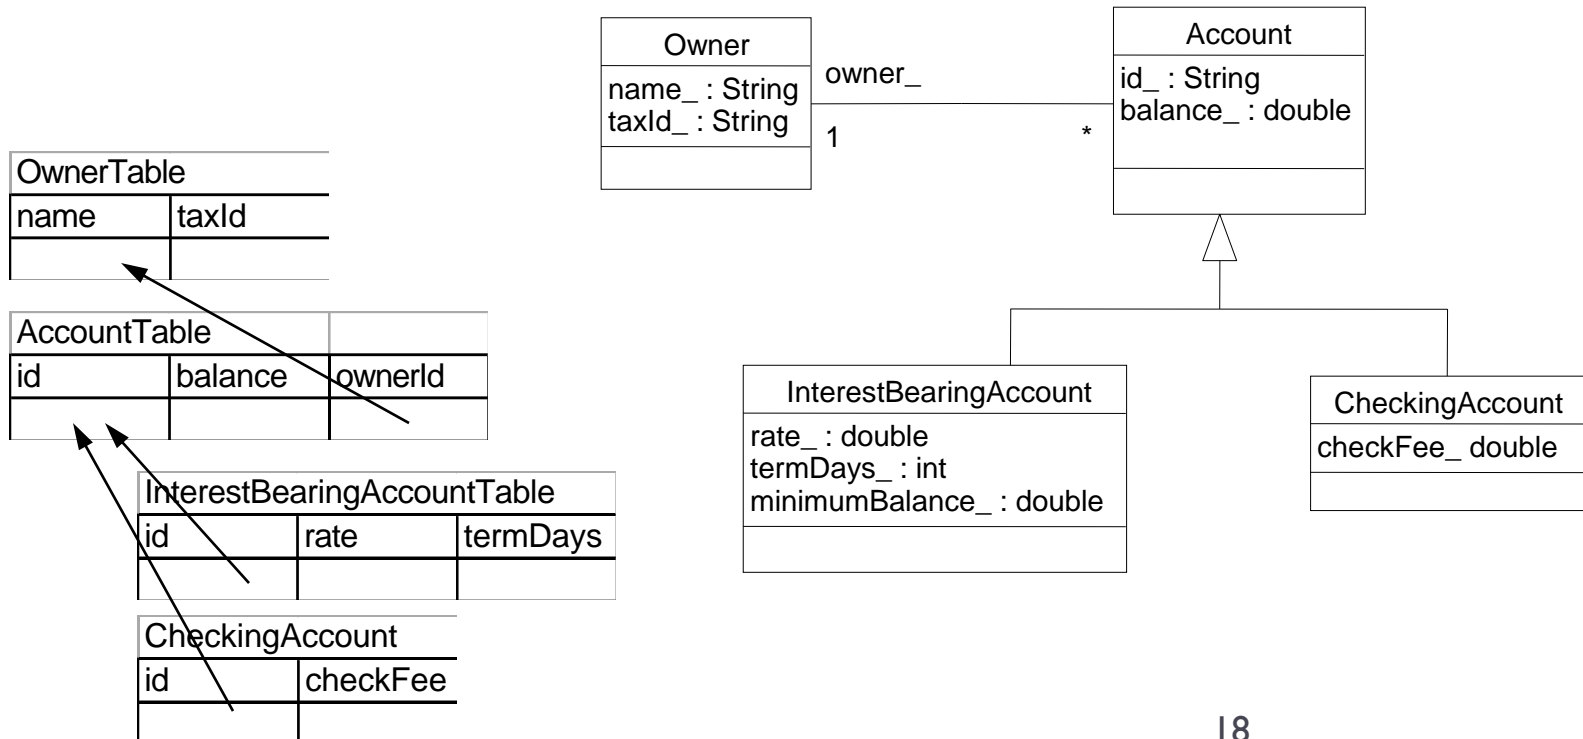 OwnerTable
name taxId
AccountTable
id balance ownerId
InterestBearingAccountTable
id rate termDays
CheckingAccount
id checkFee
Owner
name_ : String
taxId_ : String
owner_
1 *
Account
id_ : String
balance_ : double
InterestBearingAccount
rate_ : double
termDays_ : int
minimumBalance_ : double
CheckingAccount
checkFee_ double
18